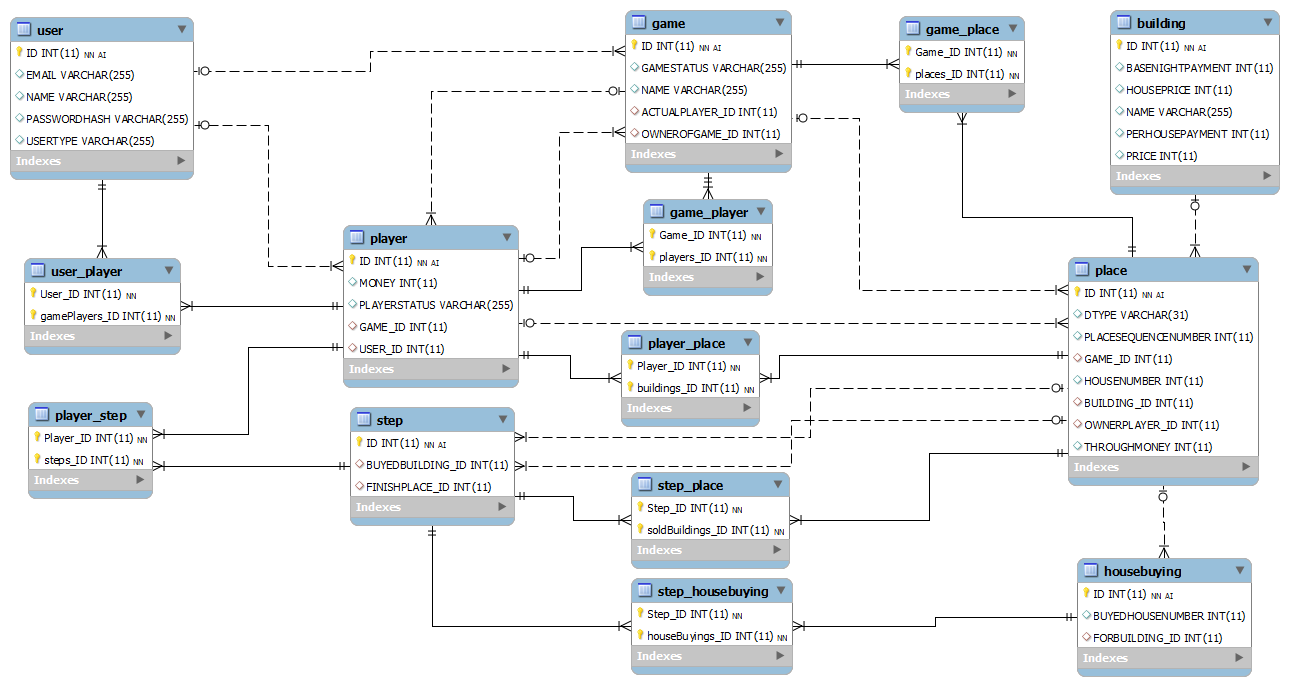 user
ID INT(11) NN AI
EMAIL VARCHAR(255)
NAME VARCHAR(255)
PASSWORDHASH VARCHAR(255)
USERTYPE VARCHAR(255)
Indexes
game
ID INT(11) NN AI
GAMESTATUS VARCHAR(255)
NAME VARCHAR(255)
ACTUALPLAYER_ID INT(11)
OWNEROFGAME_ID INT(11)
Indexes
game_place
Game_ID INT(11) NN
places_ID INT(11) NN
Indexes
building
ID INT(11) NN AI
BASENIGHTPAYMENT INT(11)
HOUSEPRICE INT(11)
NAME VARCHAR(255)
PERHOUSEPAYMENT INT(11)
PRICE INT(11)
Indexes
user_player
User_ID INT(11) NN
gamePlayers_ID INT(11) NN
Indexes
player
ID INT(11) NN AI
MONEY INT(11)
PLAYERSTATUS VARCHAR(255)
GAME_ID INT(11)
USER_ID INT(11)
Indexes
game_player
Game_ID INT(11) NN
players_ID INT(11) NN
Indexes
place
ID INT(11) NN AI
DTYPE VARCHAR(31)
PLACESEQUENCENUMBER INT(11)
GAME_ID INT(11)
HOUSENUMBER INT(11)
BUILDING_ID INT(11)
OWNERPLAYER_ID INT(11)
THROUGHMONEY INT(11)
Indexes
player_place
Player_ID INT(11) NN
buildings_ID INT(11) NN
Indexes
player_step
Player_ID INT(11) NN
steps_ID INT(11) NN
Indexes
step
ID INT(11) NN AI
BUYEDBUILDING_ID INT(11)
FINISHPLACE_ID INT(11)
Indexes
step_place
Step_ID INT(11) NN
soldBuildings_ID INT(11) NN
Indexes
step_housebuying
Step_ID INT(11) NN
houseBuyings_ID INT(11) NN
Indexes
housebuying
ID INT(11) NN AI
BUYEDHOUSENUMBER INT(11)
FORBUILDING_ID INT(11)
Indexes